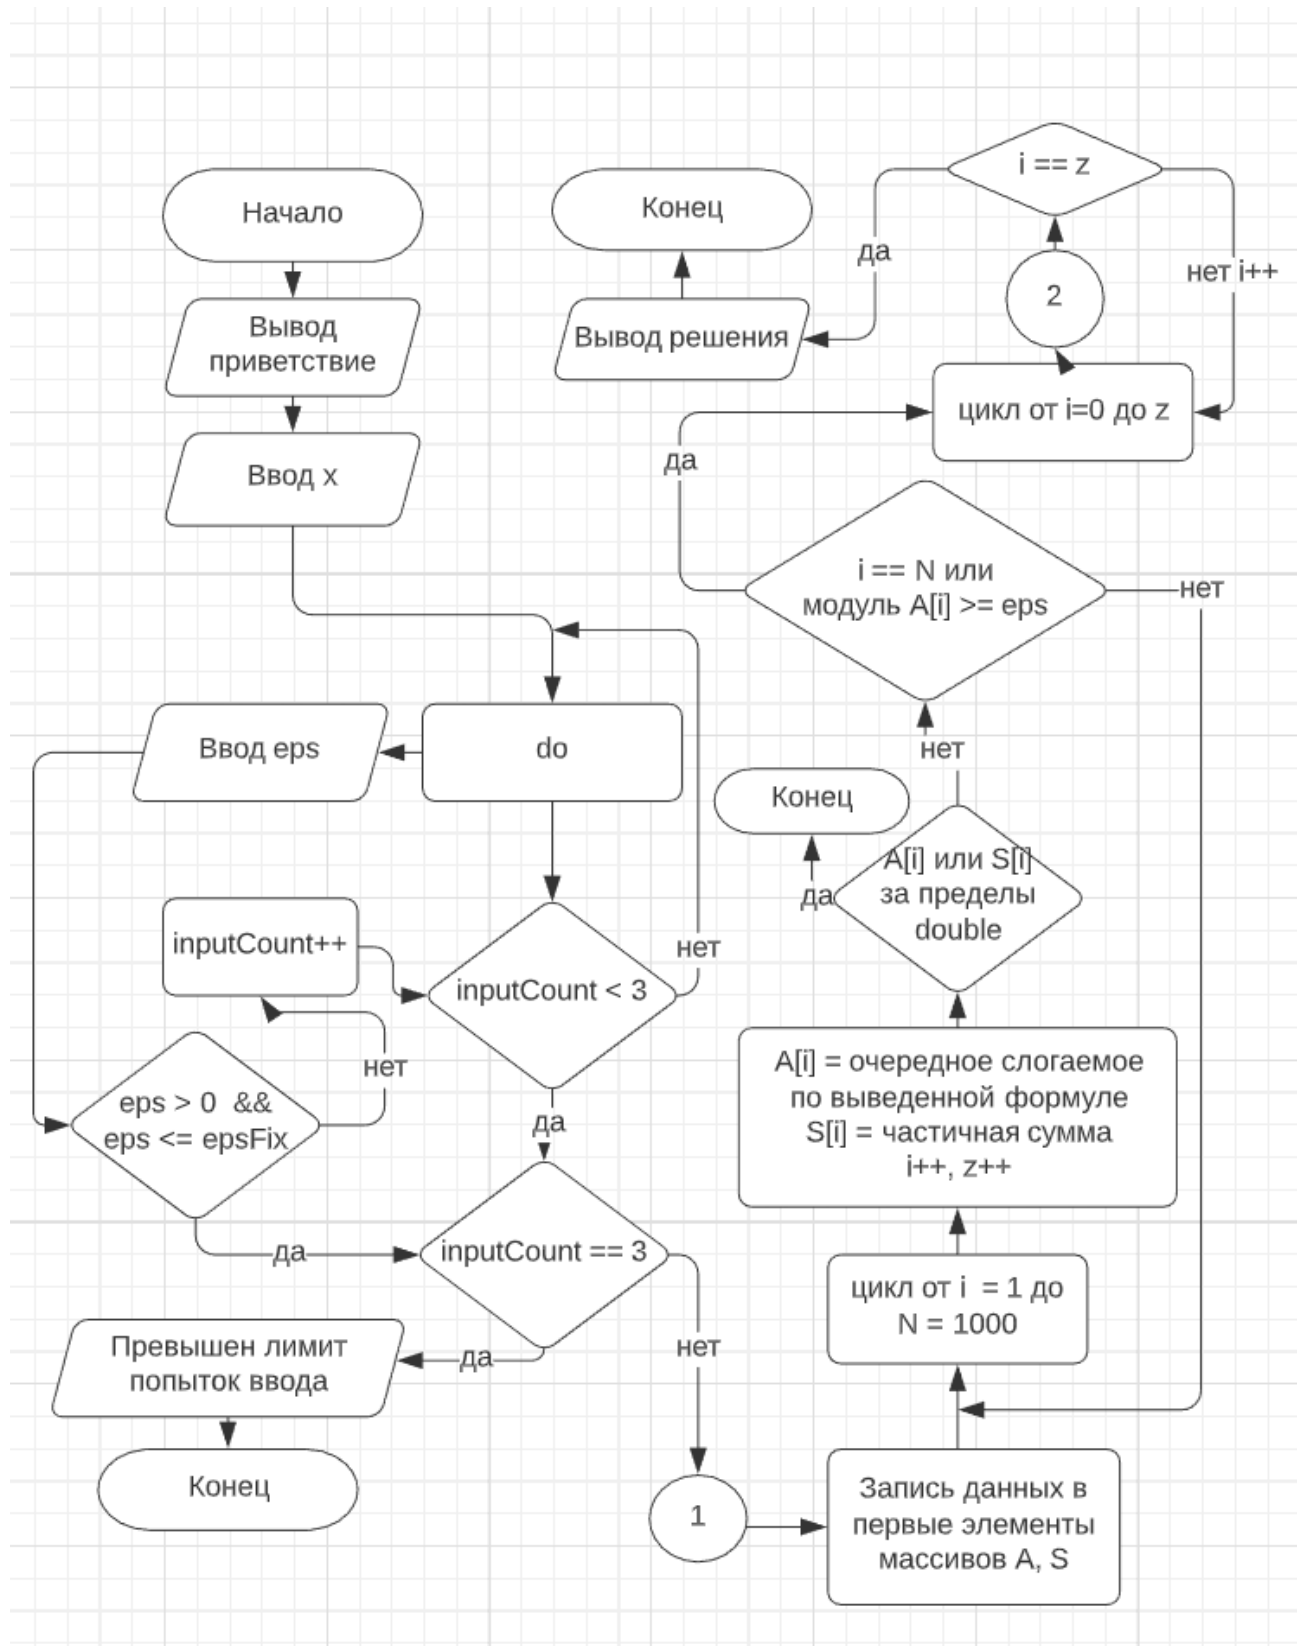 Начало
Вывод
приветствие
Ввод x
Ввод eps
do
inputCount++
inputCount < 3
нет
нет
eps > 0 &&
eps <= epsFix
да
да
inputCount == 3
да
нет
Превышен лимит
попыток ввода
Конец
1
Запись данных в
первые элементы
массивов A, S
цикл от i = 1 до
N = 1000
A[i] = очередное слогаемое
по выведенной формуле
S[i] = частичная сумма
i++, z++
A[i] или S[i]
за пределы
double
да
Конец
нет
i == N или
модуль A[i] >= eps
нет
да
цикл от i=0 до z
2
i == z
нет i++
да
Вывод решения
Конец